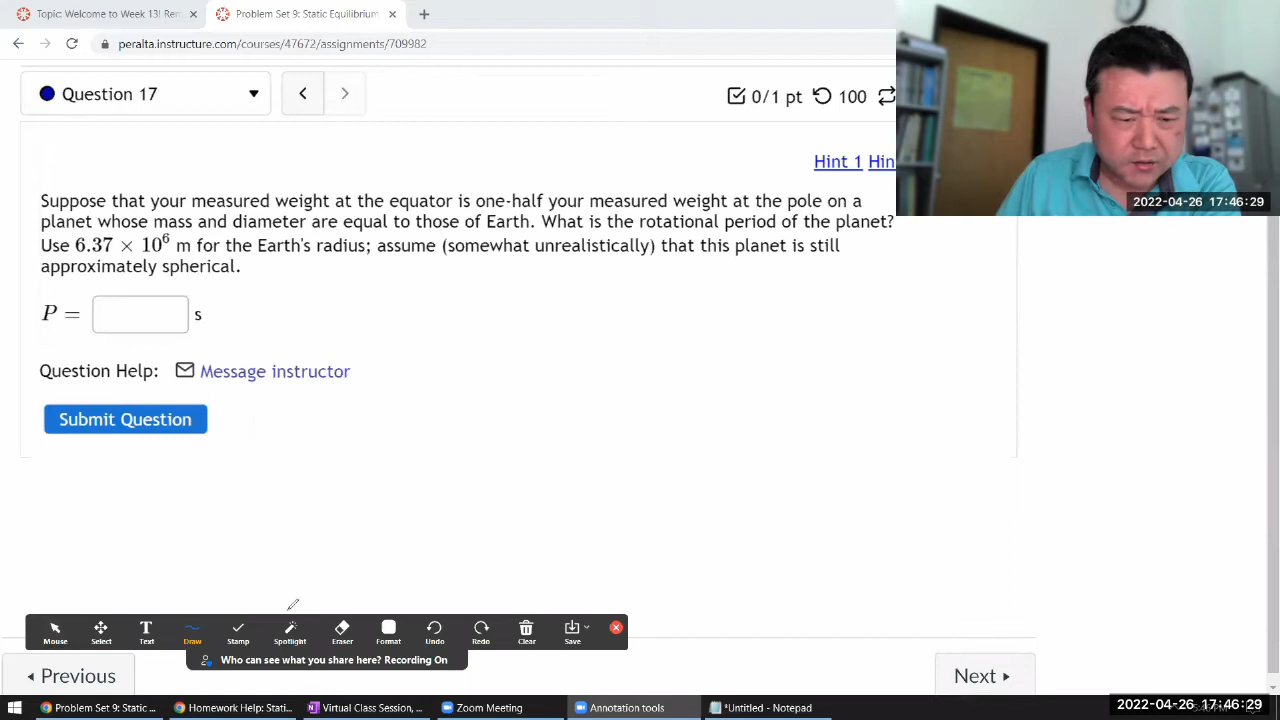 Topic: Welcome to Week 13! Ren
Problem Set 9: Static Equilibrium
peralta.instructure.com/courses/47672/assignments/709982
Question 17
0/1 pt 100
Hint 1 Hin
Suppose that your measured weight at the equator is one-half your measured weight at the pole on a
planet whose mass and diameter are equal to those of Earth. What is the rotational period of the planet?
Use 6.37 × 10⁶ m for the Earth's radius; assume (somewhat unrealistically) that this planet is still
approximately spherical.
P = s
Question Help: Message instructor
Submit Question
2022-04-26 17:46:29
Mouse Select Text Draw Stamp Spotlight Eraser Format Undo Redo Clear Save
Who can see what you share here? Recording On
Previous
Next
Problem Set 9: Static ...
Homework Help: Stati...
Virtual Class Session, ...
Zoom Meeting
Annotation tools
*Untitled - Notepad
2022-04-26 17:46:29